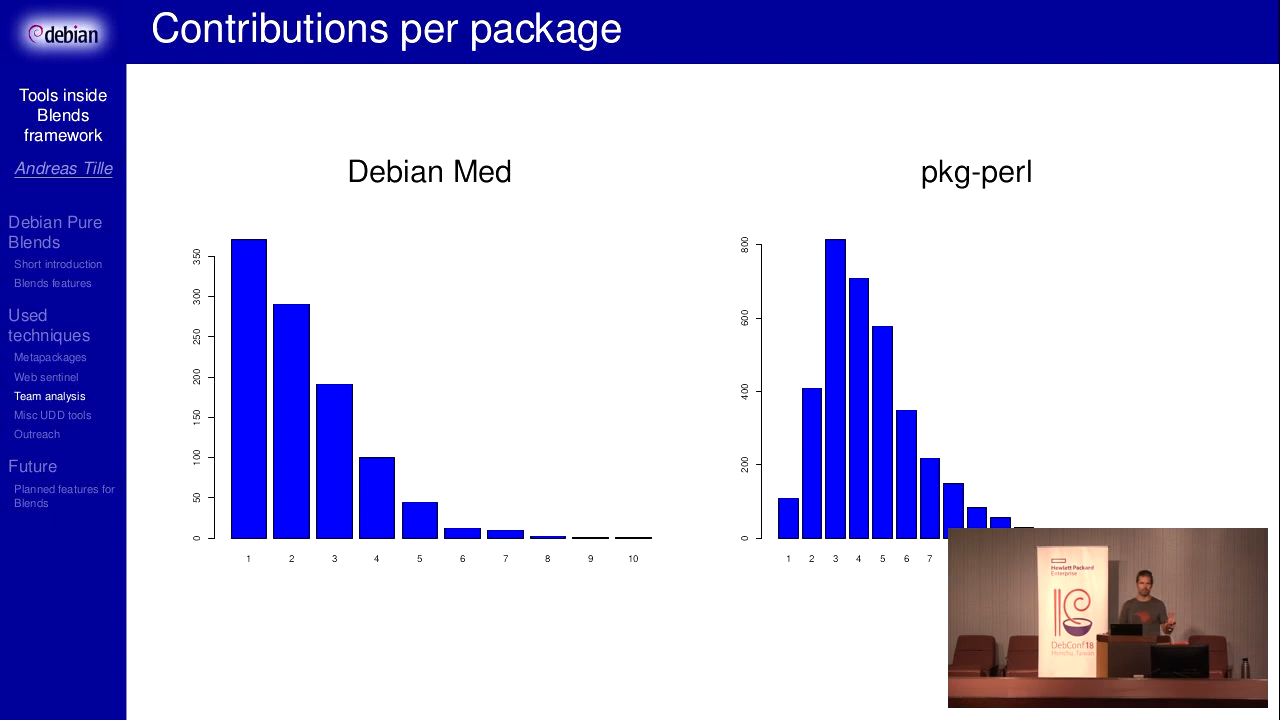 debian
Contributions per package
Tools inside
Blends
framework
Andreas Tille
Debian Pure
Blends
Short introduction
Blends features
Used
techniques
Metapackages
Web sentinel
Team analysis
Misc UDD tools
Outreach
Future
Planned features for
Blends
Debian Med
350
300
250
200
150
100
50
0
1 2 3 4 5 6 7 8 9 10
pkg-perl
800
600
400
200
0
1 2 3 4 5 6 7
Hewlett Packard
Enterprise
DebConf18
Hsinchu, Taiwan